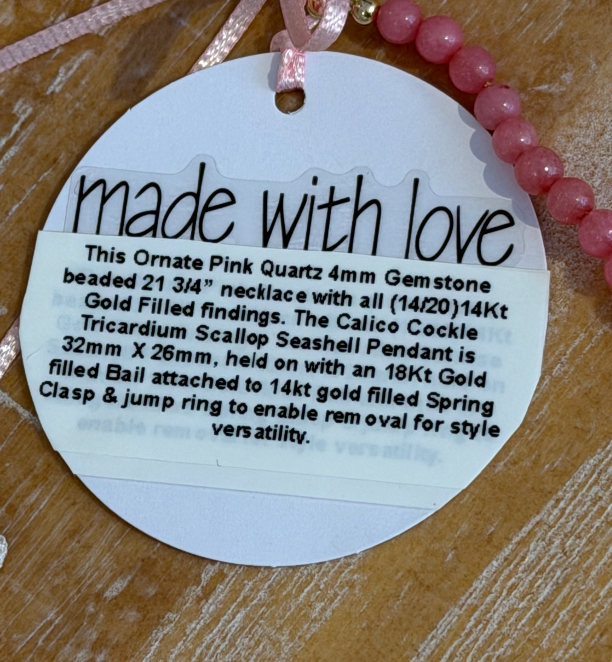 made with love
This Ornate Pink Quartz 4mm Gemstone
beaded 21 3/4” necklace with all (14/20)14Kt
Gold Filled findings. The Calico Cockle
Tricardium Scallop Seashell Pendant is
32mm X 26mm, held on with an 18Kt Gold
filled Bail attached to 14kt gold filled Spring
Clasp & jump ring to enable removal for style
versatility.